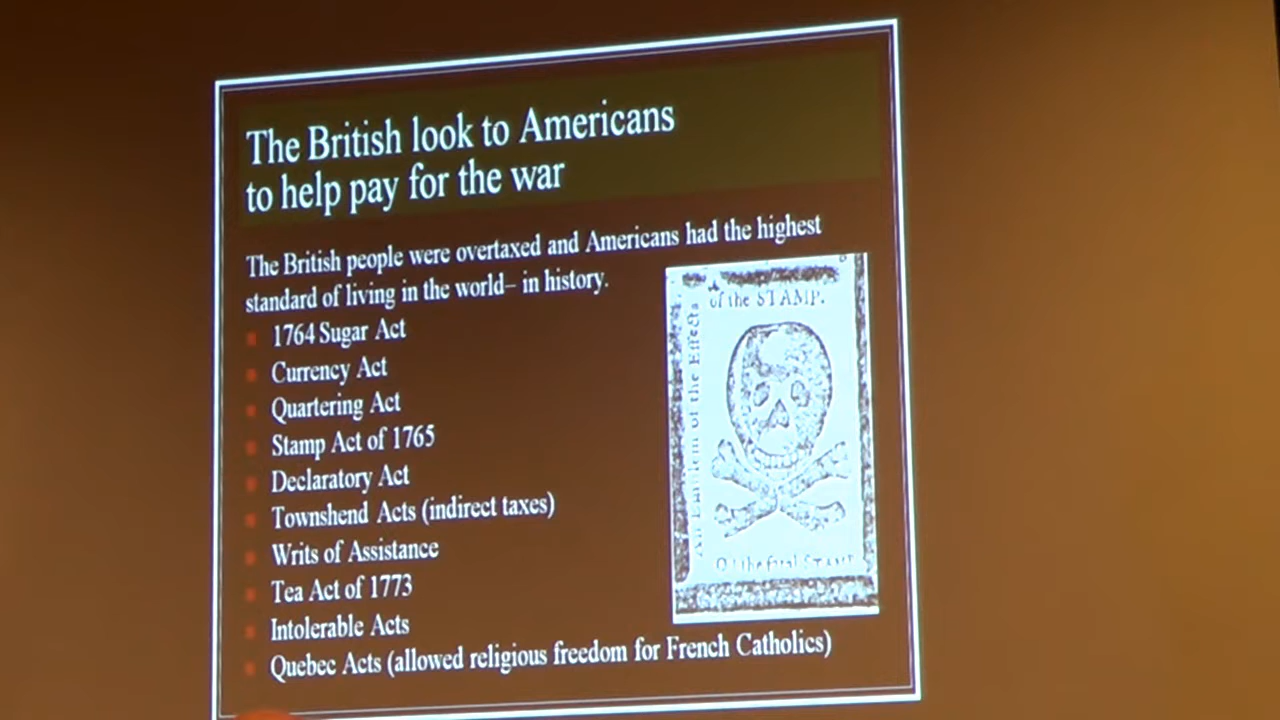 The British look to Americans
to help pay for the war
The British people were overtaxed and Americans had the highest
standard of living in the world– in history.
1764 Sugar Act
Currency Act
Quartering Act
Stamp Act of 1765
Declaratory Act
Townshend Acts (indirect taxes)
Writs of Assistance
Tea Act of 1773
Intolerable Acts
Quebec Acts (allowed religious freedom for French Catholics)
of the STAMP.
An Emblem of the Effects
O! the fatal STAMP